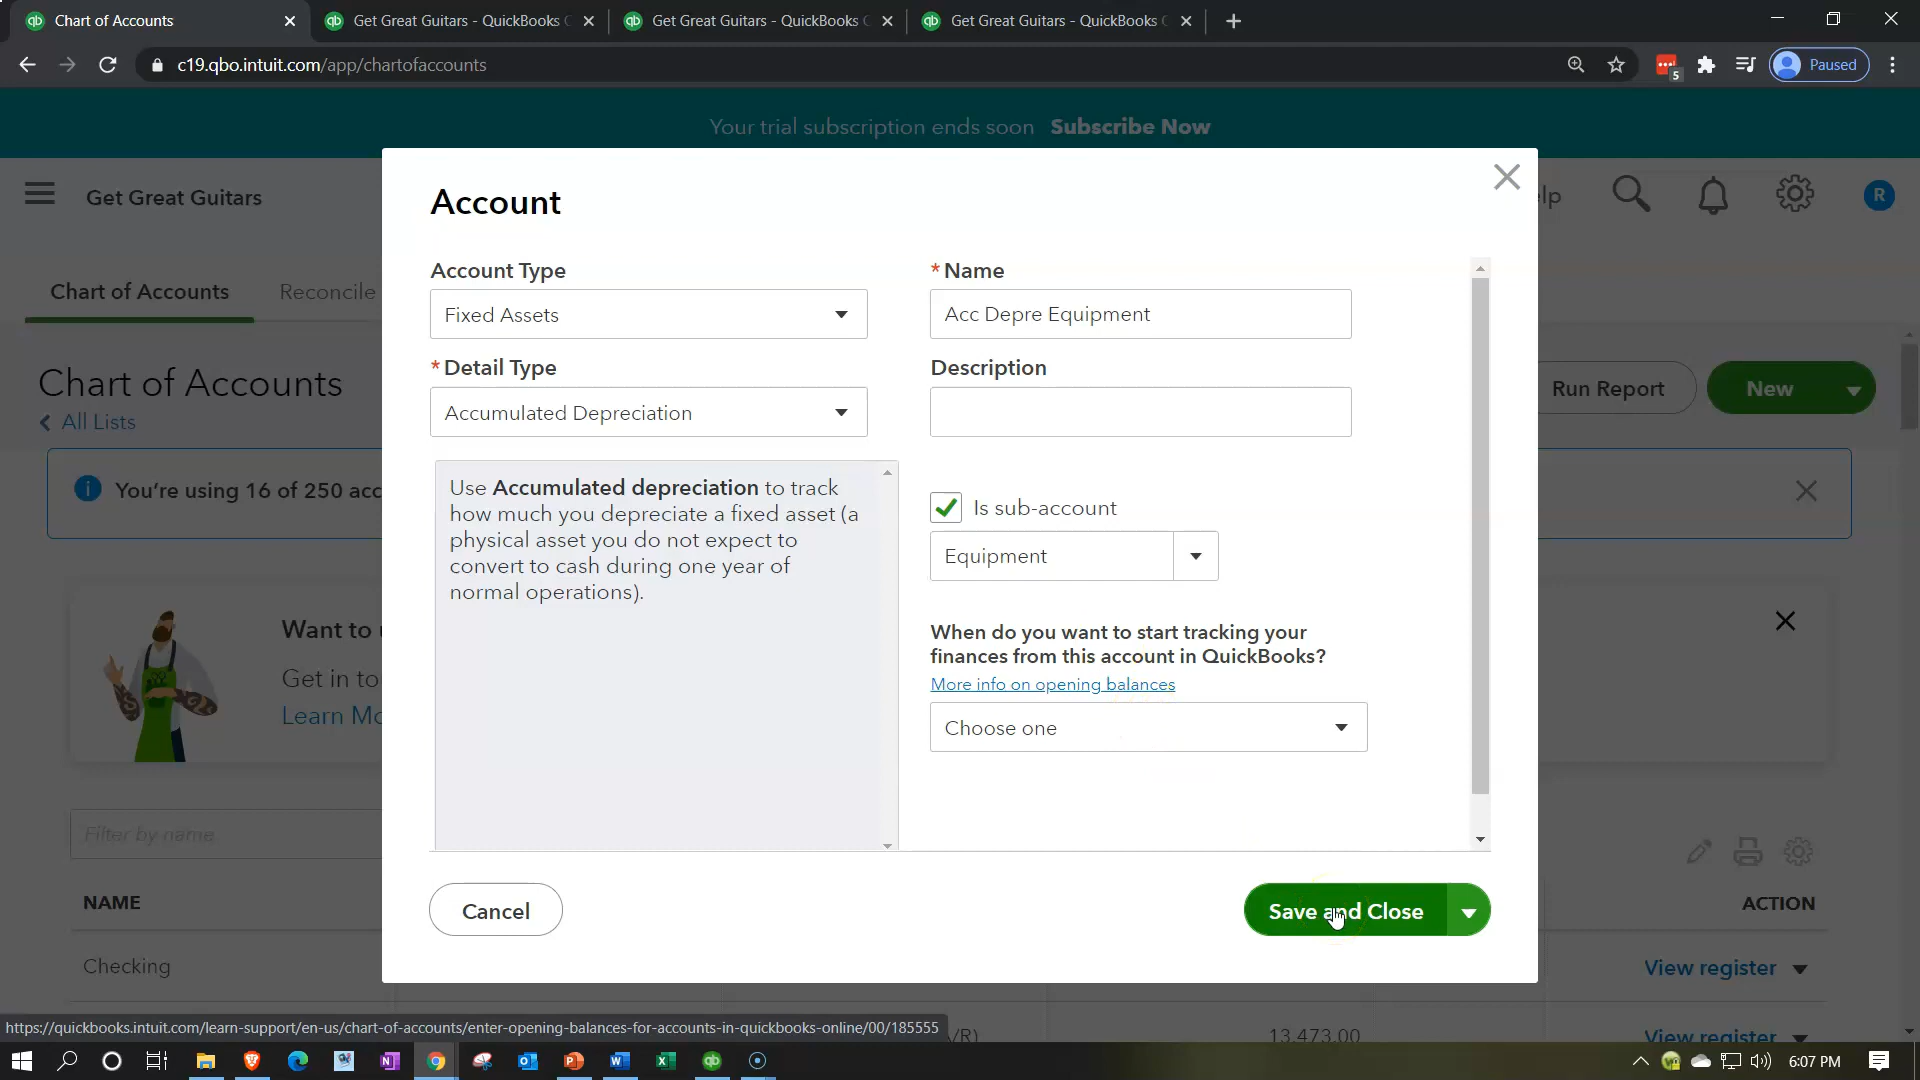 Chart of Accounts
Get Great Guitars - QuickBooks
Get Great Guitars - QuickBooks
Get Great Guitars - QuickBooks
c19.qbo.intuit.com/app/chartofaccounts
5
Paused
Your trial subscription ends soon Subscribe Now
Get Great Guitars
R
Chart of Accounts
Reconcile
Chart of Accounts
All Lists
Run Report
New
You're using 16 of 250
Want to
Get in to
Learn
Filter by name
NAME
ACTION
Checking
View register
13,473.00
View register
Account
Account Type
Fixed Assets
* Detail Type
Accumulated Depreciation
Use Accumulated depreciation to track
how much you depreciate a fixed asset (a
physical asset you do not expect to
convert to cash during one year of
normal operations).
* Name
Acc Depre Equipment
Description
Is sub-account
Equipment
When do you want to start tracking your
finances from this account in QuickBooks?
More info on opening balances
Choose one
Cancel
Save and Close
https://quickbooks.intuit.com/learn-support/en-us/chart-of-accounts/enter-opening-balances-for-accounts-in-quickbooks-online/00/185555
6:07 PM